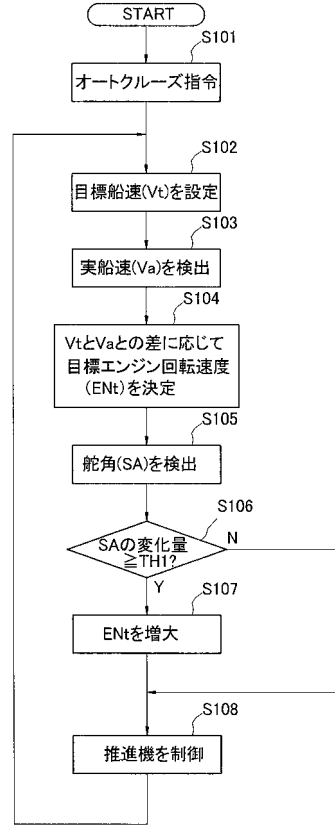 START
S101
オートクルーズ指令
S102
目標船速(Vt)を設定
S103
実船速(Va)を検出
S104
VtとVaとの差に応じて
目標エンジン回転速度
(ENt)を決定
S105
舵角(SA)を検出
S106
SAの変化量
≧TH1?
N
Y
S107
ENtを増大
S108
推進機を制御